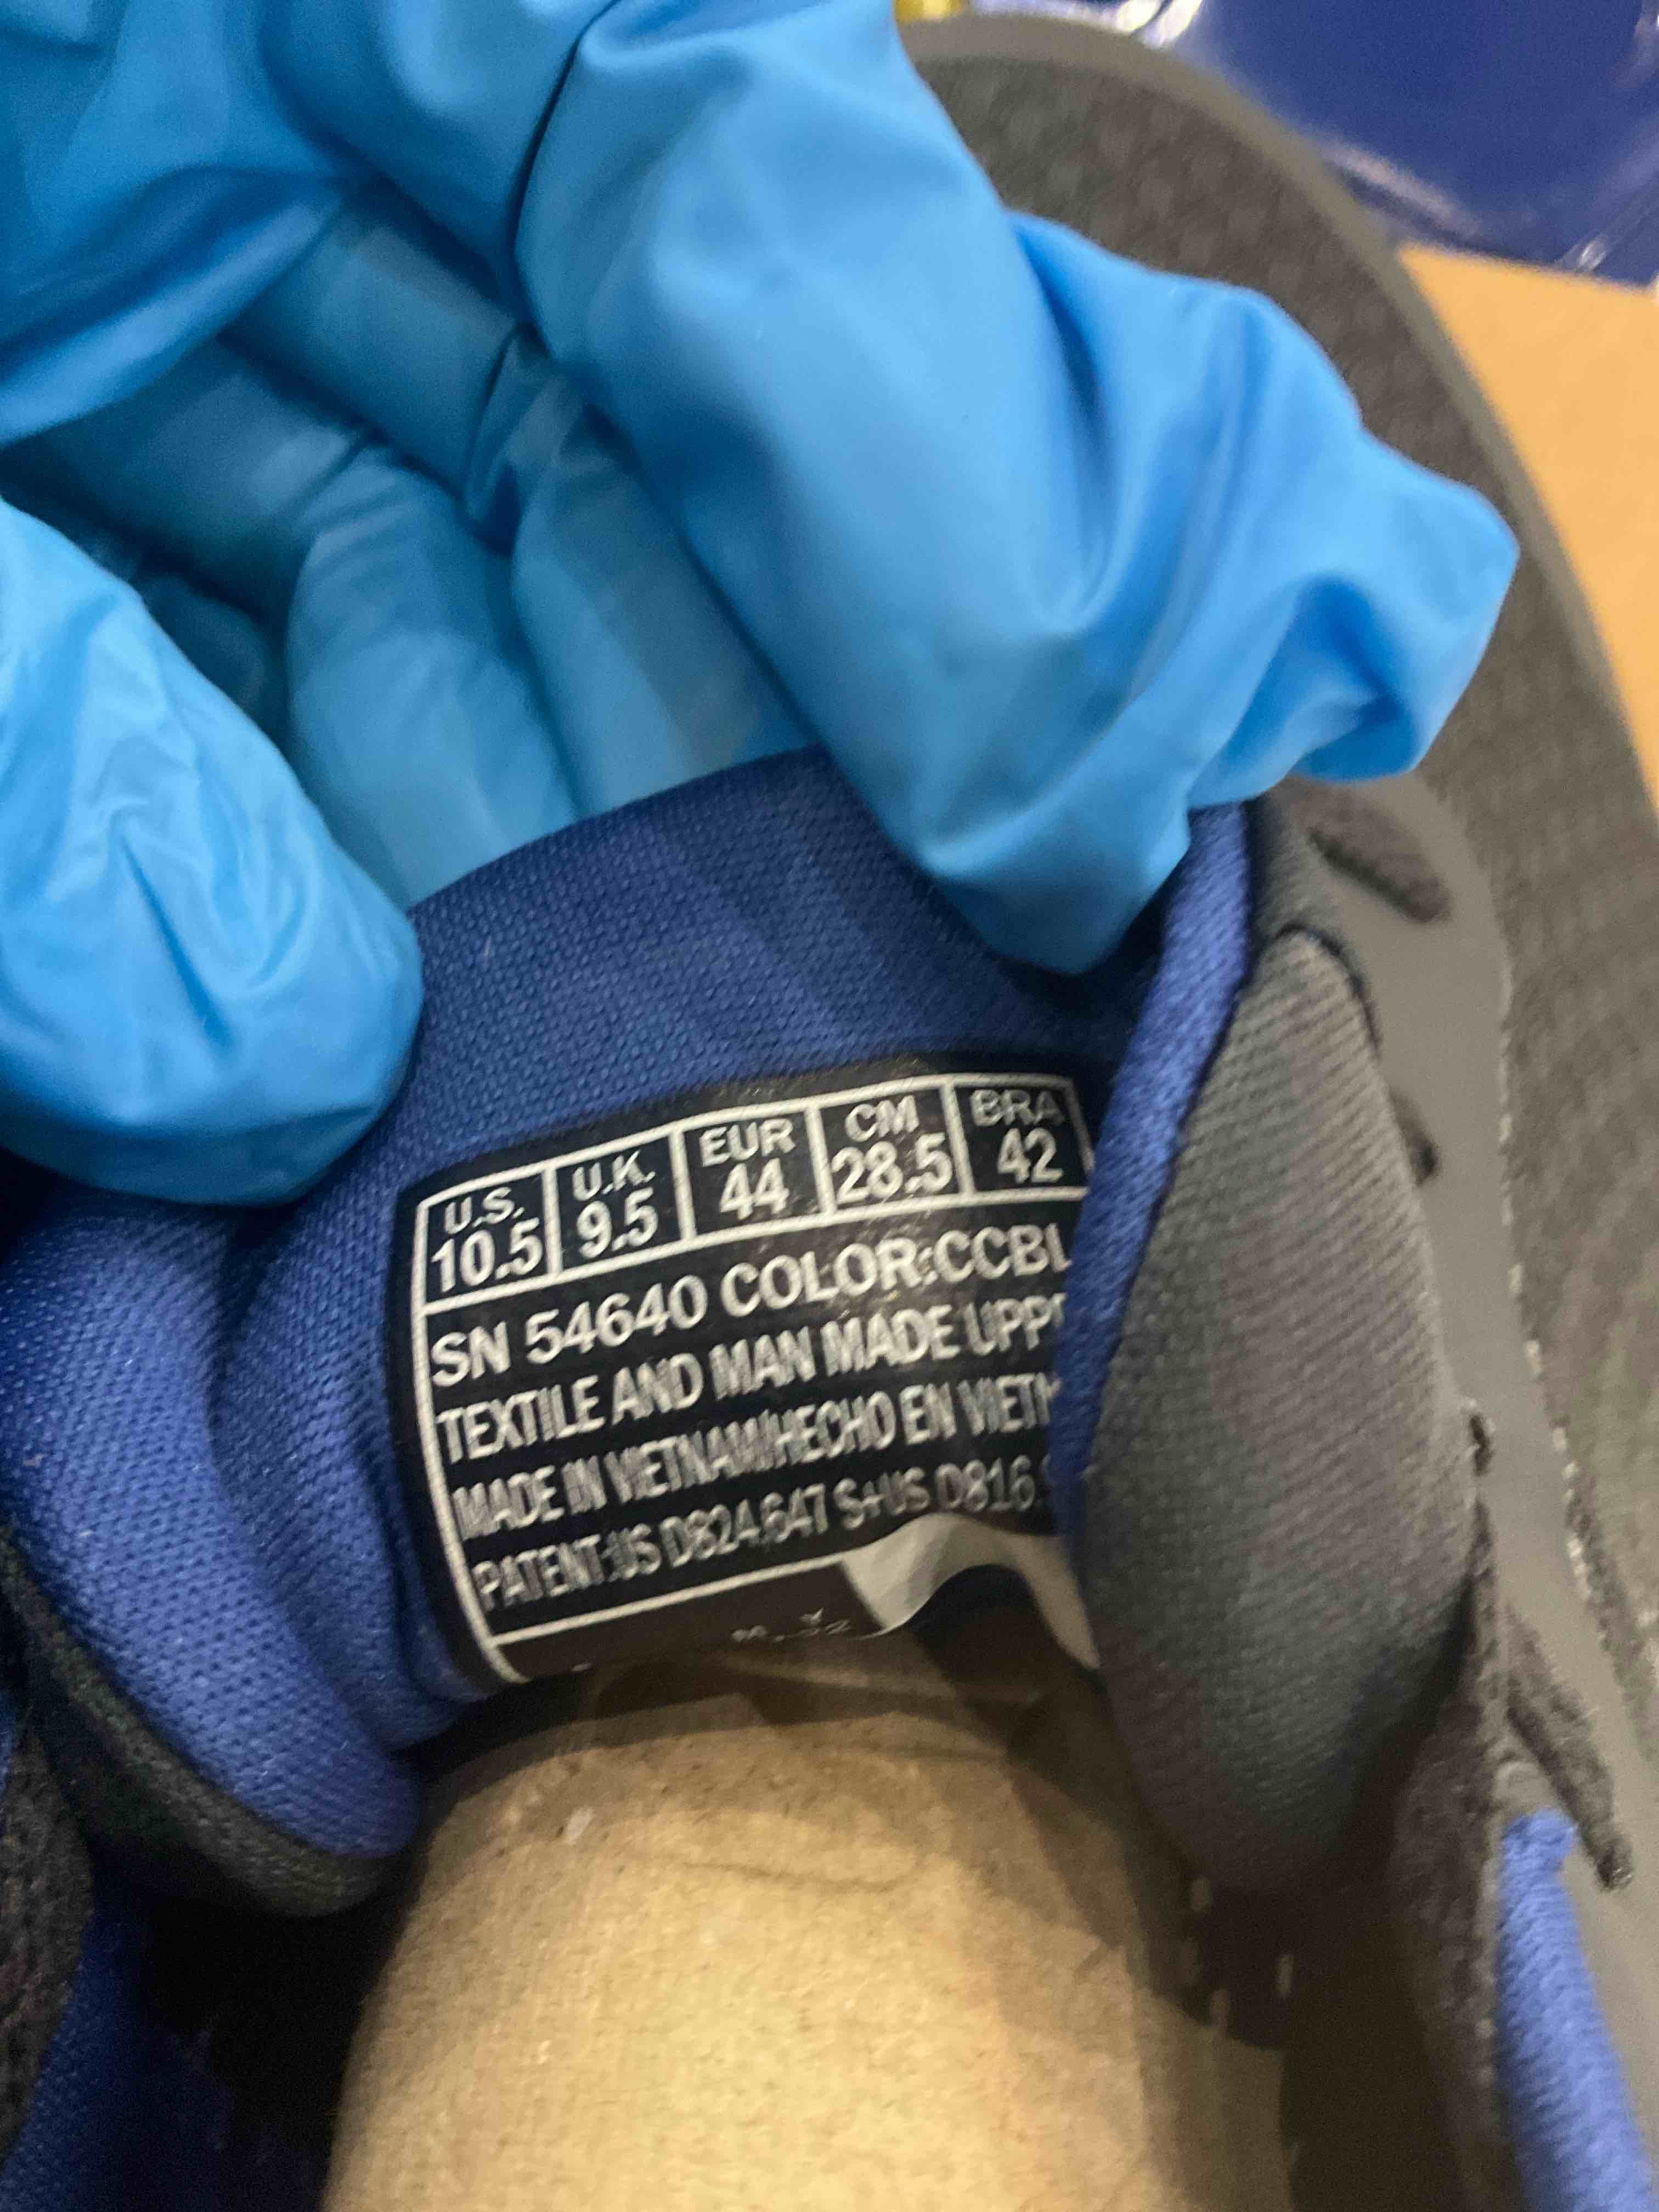 U.S. U.K. EUR CM BRA
10.5 9.5 44 28.5 42
SN 54640 COLOR:CCBL
TEXTILE AND MAN MADE UPP
MADE IN VIETNAM/HECHO EN VIETN
PATENT:US D824,647 S+US D816